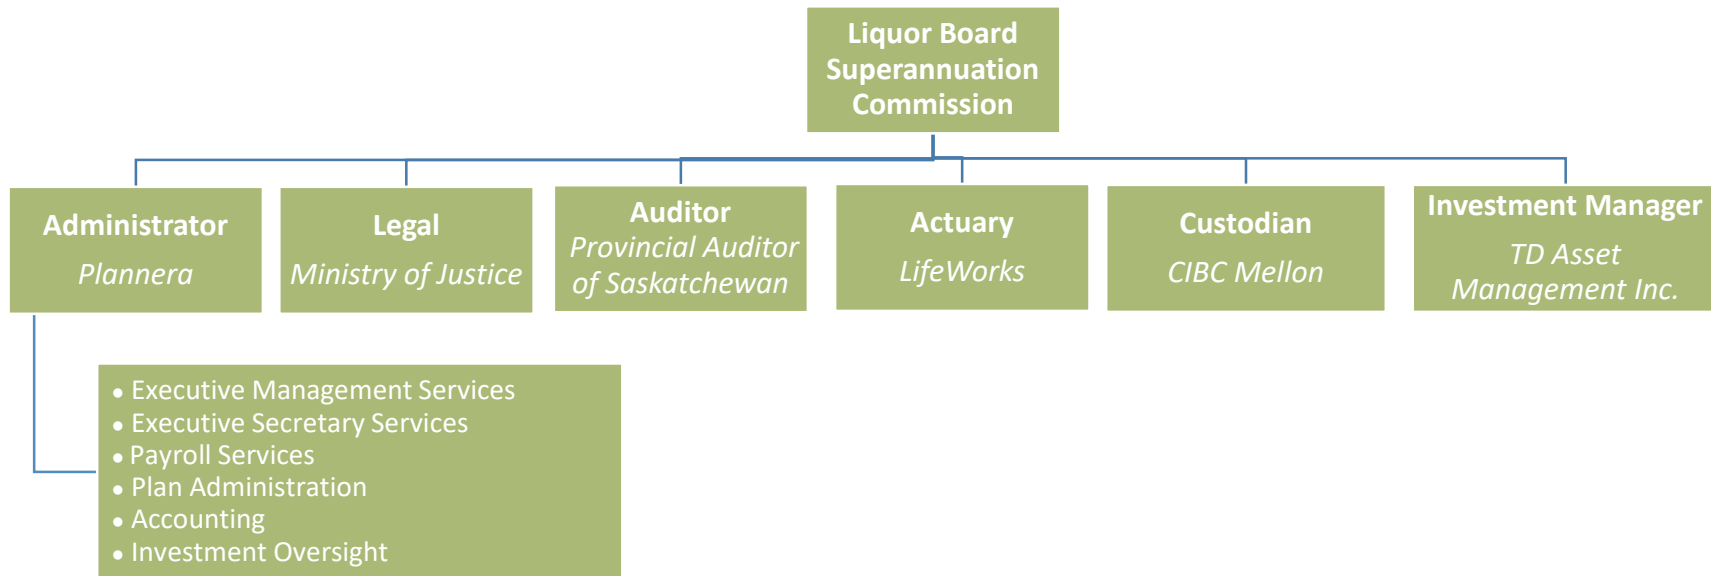 Liquor Board
Superannuation
Commission
Administrator
Plannera
Legal
Ministry of Justice
Auditor
Provincial Auditor
of Saskatchewan
Actuary
LifeWorks
Custodian
CIBC Mellon
Investment Manager
TD Asset
Management Inc.
• Executive Management Services
• Executive Secretary Services
• Payroll Services
• Plan Administration
• Accounting
• Investment Oversight